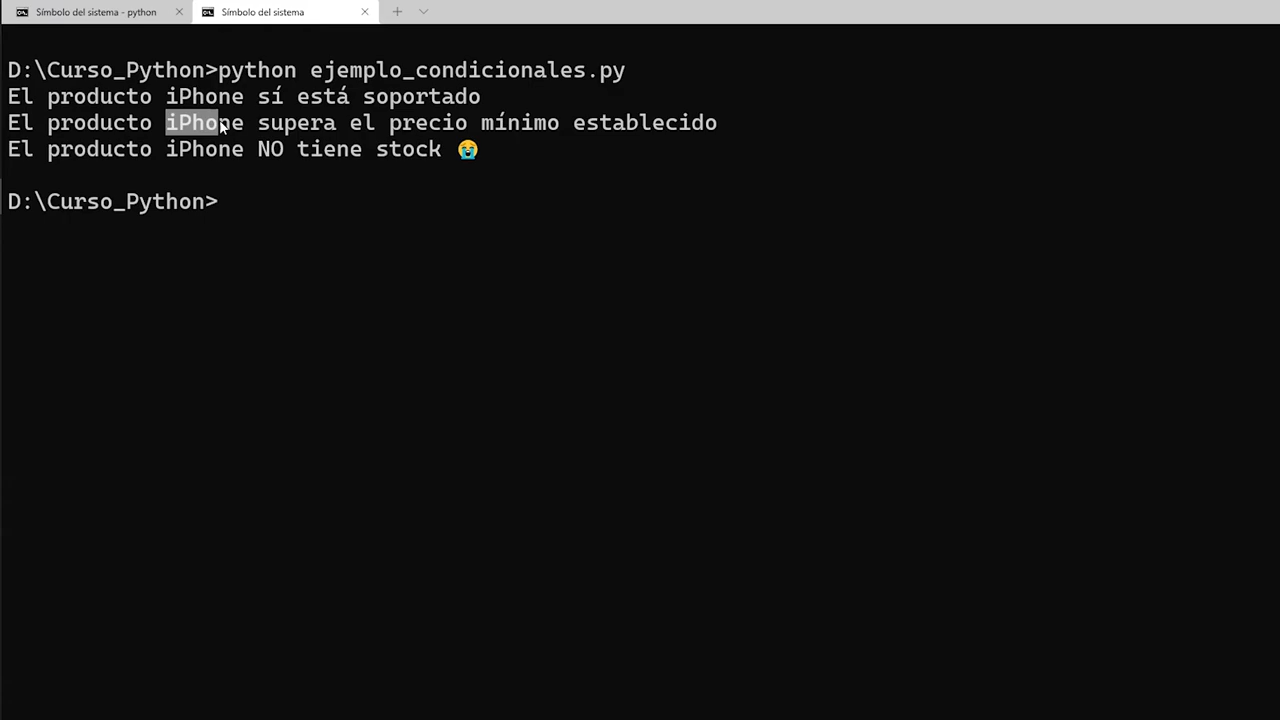 Símbolo del sistema - python
Símbolo del sistema
D:\Curso_Python>python ejemplo_condicionales.py
El producto iPhone sí está soportado
El producto iPhone supera el precio mínimo establecido
El producto iPhone NO tiene stock 😭
D:\Curso_Python>